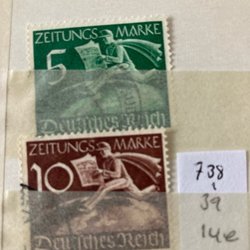 ZEITUNGS MARKE
5
Deutsches Reich
ZEITUNGS MARKE
10
Deutsches Reich
738
39
14€